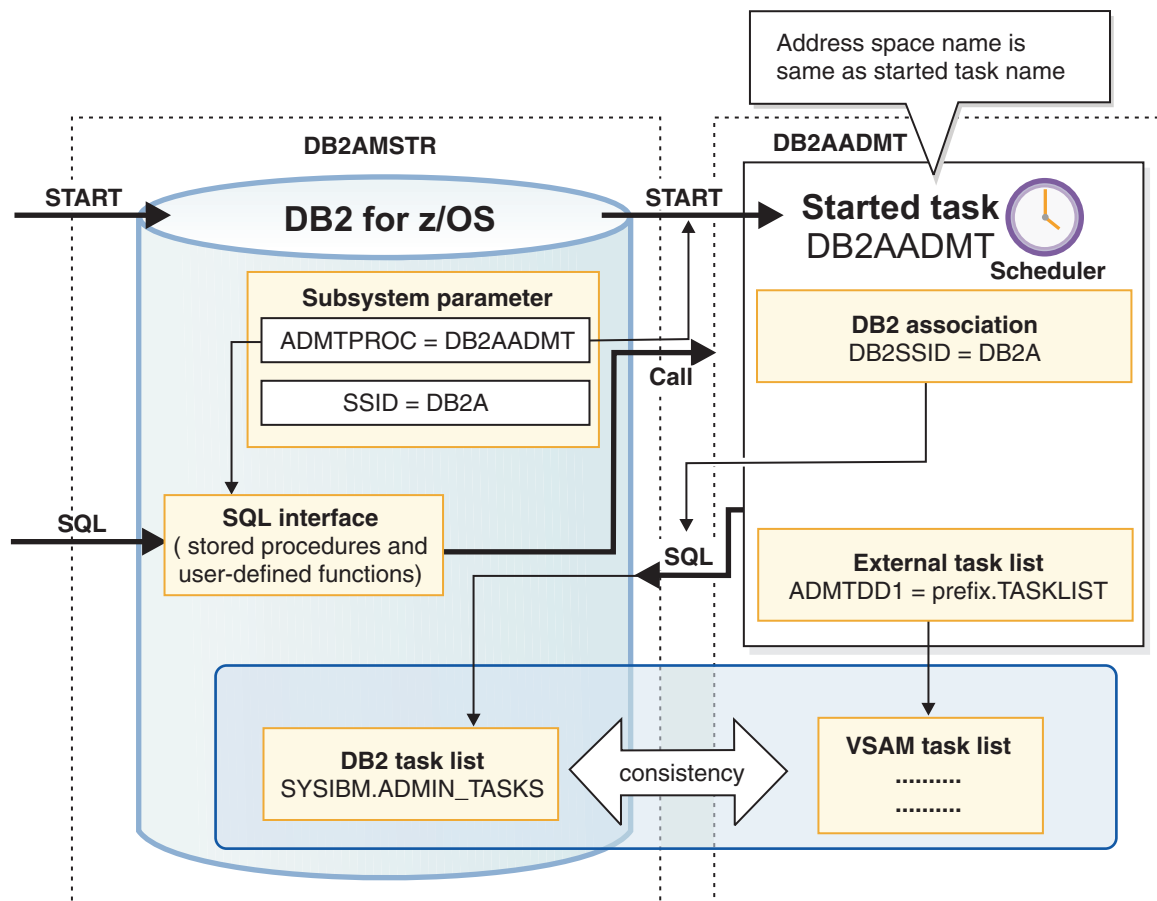 Address space name is
same as started task name
DB2AMSTR
DB2AADMT
START
DB2 for z/OS
START
Started task
DB2AADMT
Scheduler
Subsystem parameter
ADMTPROC = DB2AADMT
SSID = DB2A
Call
DB2 association
DB2SSID = DB2A
SQL
SQL interface
( stored procedures and
user-defined functions)
SQL
External task list
ADMTDD1 = prefix.TASKLIST
DB2 task list
SYSIBM.ADMIN_TASKS
consistency
VSAM task list
..........
..........